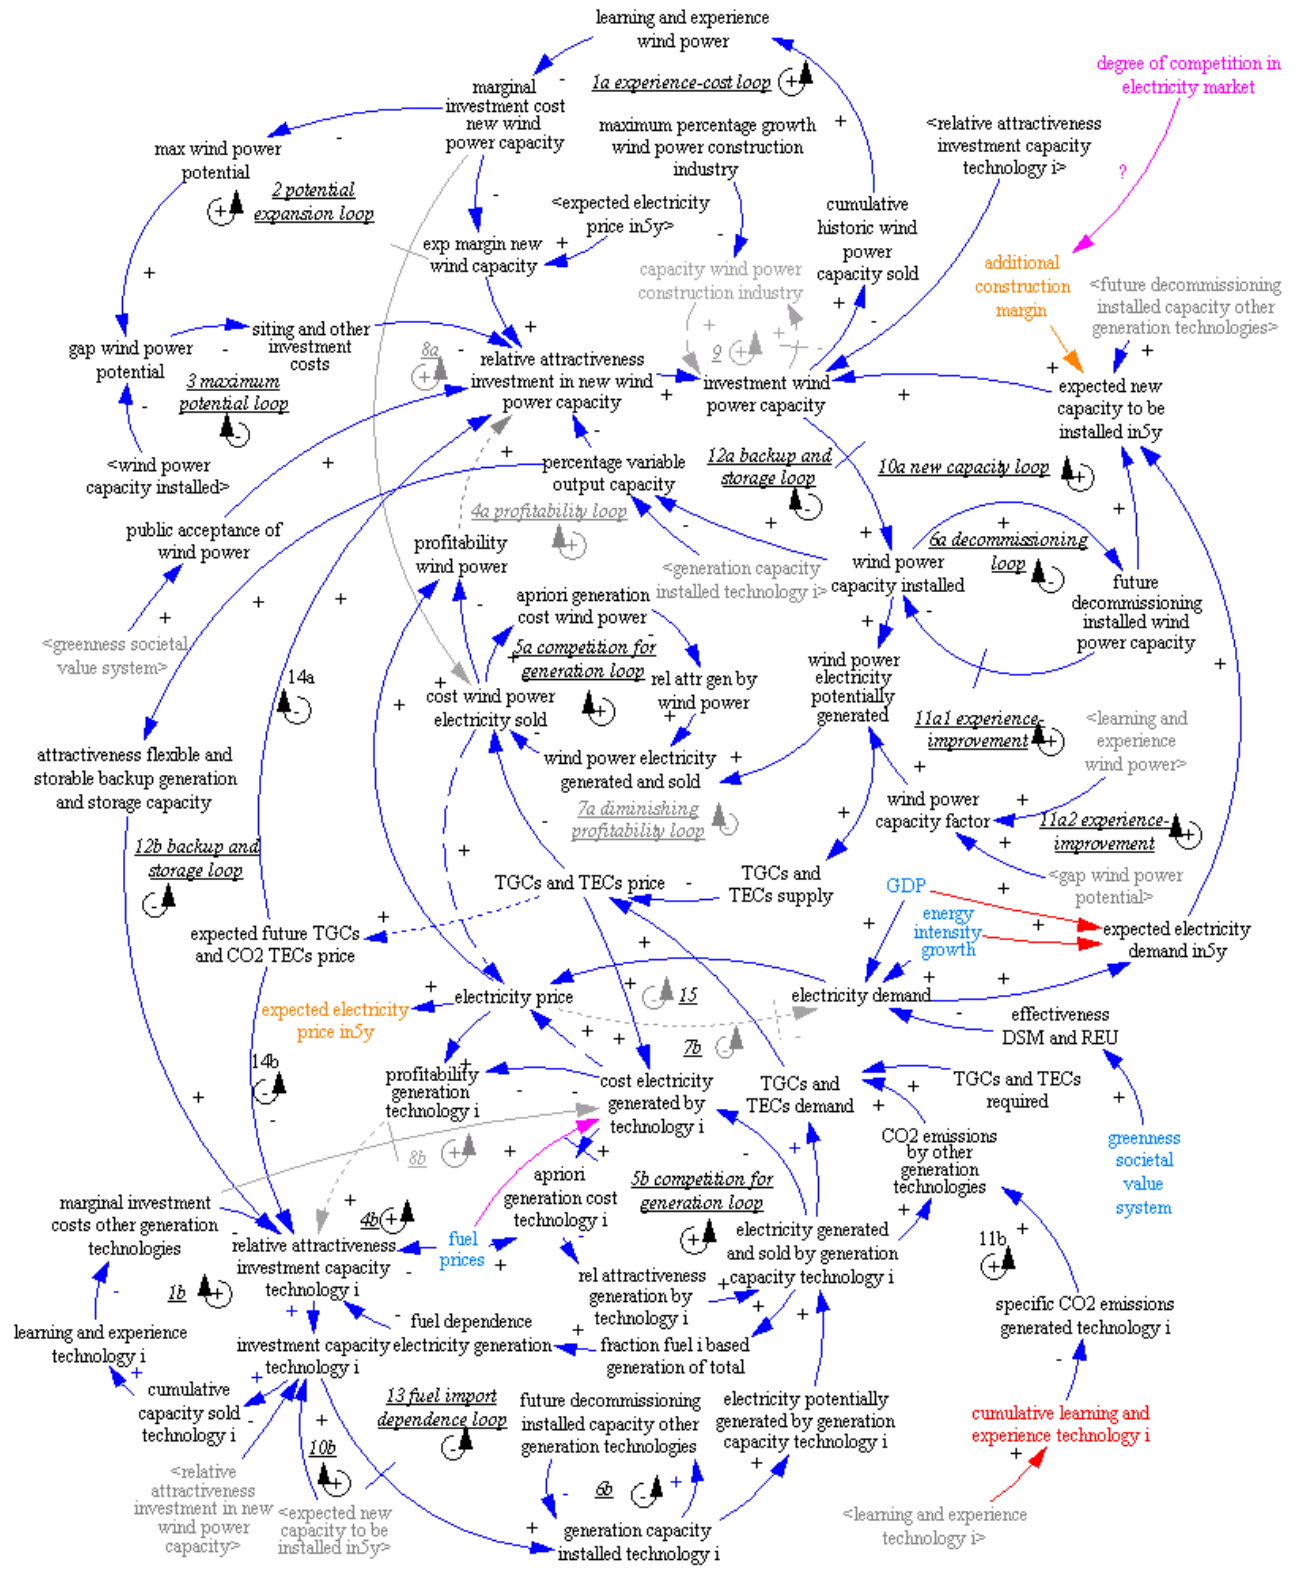 learning and experience
wind power
degree of competition in
electricity market
1a experience-cost loop
+
-
marginal
investment cost
new wind
power capacity
maximum percentage growth
wind power construction
industry
+
<relative attractiveness
investment capacity
technology i>
-
max wind power
potential
?
2 potential
expansion loop
+
-
<expected electricity
price in5y>
cumulative
historic wind
power
capacity sold
exp margin new
wind capacity
+
-
capacity wind power
construction industry
additional
construction
margin
<future decommissioning
installed capacity other
generation technologies>
+
gap wind power
potential
-
siting and other
investment
costs
+
-
8a
+
relative attractiveness
investment in new wind
power capacity
+
9
+
+
-
+
-
investment wind
power capacity
+
+
+
+
expected new
capacity to be
installed in5y
3 maximum
potential loop
-
-
<wind power
capacity installed>
+
+
-
percentage variable
output capacity
12a backup and
storage loop
-
10a new capacity loop
+
public acceptance of
wind power
4a profitability loop
+
-
+
profitability
wind power
<generation capacity
installed technology i>
+
wind power
capacity installed
+
6a decommissioning
loop
-
+
future
decommissioning
installed wind
power capacity
-
+
+
+
-
apriori generation
cost wind power
-
+
<greenness societal
value system>
5a competition for
generation loop
+
+
wind power
electricity
potentially
generated
+
14a
-
+
+
cost wind power
electricity sold
rel attr gen by
wind power
+
11a1 experience-
improvement
+
<learning and
experience
wind power>
attractiveness flexible and
storable backup generation
and storage capacity
-
wind power electricity
generated and sold
+
+
wind power
capacity factor
+
7a diminishing
profitability loop
-
-
+
11a2 experience-
improvement
+
12b backup and
storage loop
-
+
+
TGCs and TECs price
-
TGCs and
TECs supply
GDP
+
<gap wind power
potential>
+
expected future TGCs
and CO2 TECs price
+
+
energy
intensity
growth
+
expected electricity
demand in5y
+
+
electricity price
+
15
-
electricity demand
+
+
expected electricity
price in5y
-
effectiveness
DSM and REU
+
+
7b
-
-
14b
-
+
-
profitability
generation
technology i
+
-
-
cost electricity
generated by
technology i
TGCs and
TECs demand
+
TGCs and TECs
required
+
+
8b
+
+
+
-
+
CO2 emissions
by other
generation
technologies
greenness
societal
value
system
marginal investment
costs other generation
technologies
+
apriori
generation cost
technology i
5b competition for
generation loop
+
4b
+
-
relative attractiveness
investment capacity
technology i
-
fuel
prices
+
-
electricity generated
and sold by generation
capacity technology i
+
+
11b
+
1b
+
-
rel attractiveness
generation by
technology i
+
+
+
specific CO2 emissions
generated technology i
learning and experience
technology i
+
-
fuel dependence
electricity generation
+
investment capacity
technology i
fraction fuel i based
generation of total
-
+
+
cumulative
capacity sold
technology i
-
+
13 fuel import
dependence loop
-
future decommissioning
installed capacity other
generation technologies
electricity potentially
generated by generation
capacity technology i
cumulative learning and
experience technology i
10b
+
+
+
<relative
attractiveness
investment in new
wind power
capacity>
<expected new
capacity to be
installed in5y>
-
6b
-
+
<learning and experience
technology i>
+
generation capacity
installed technology i